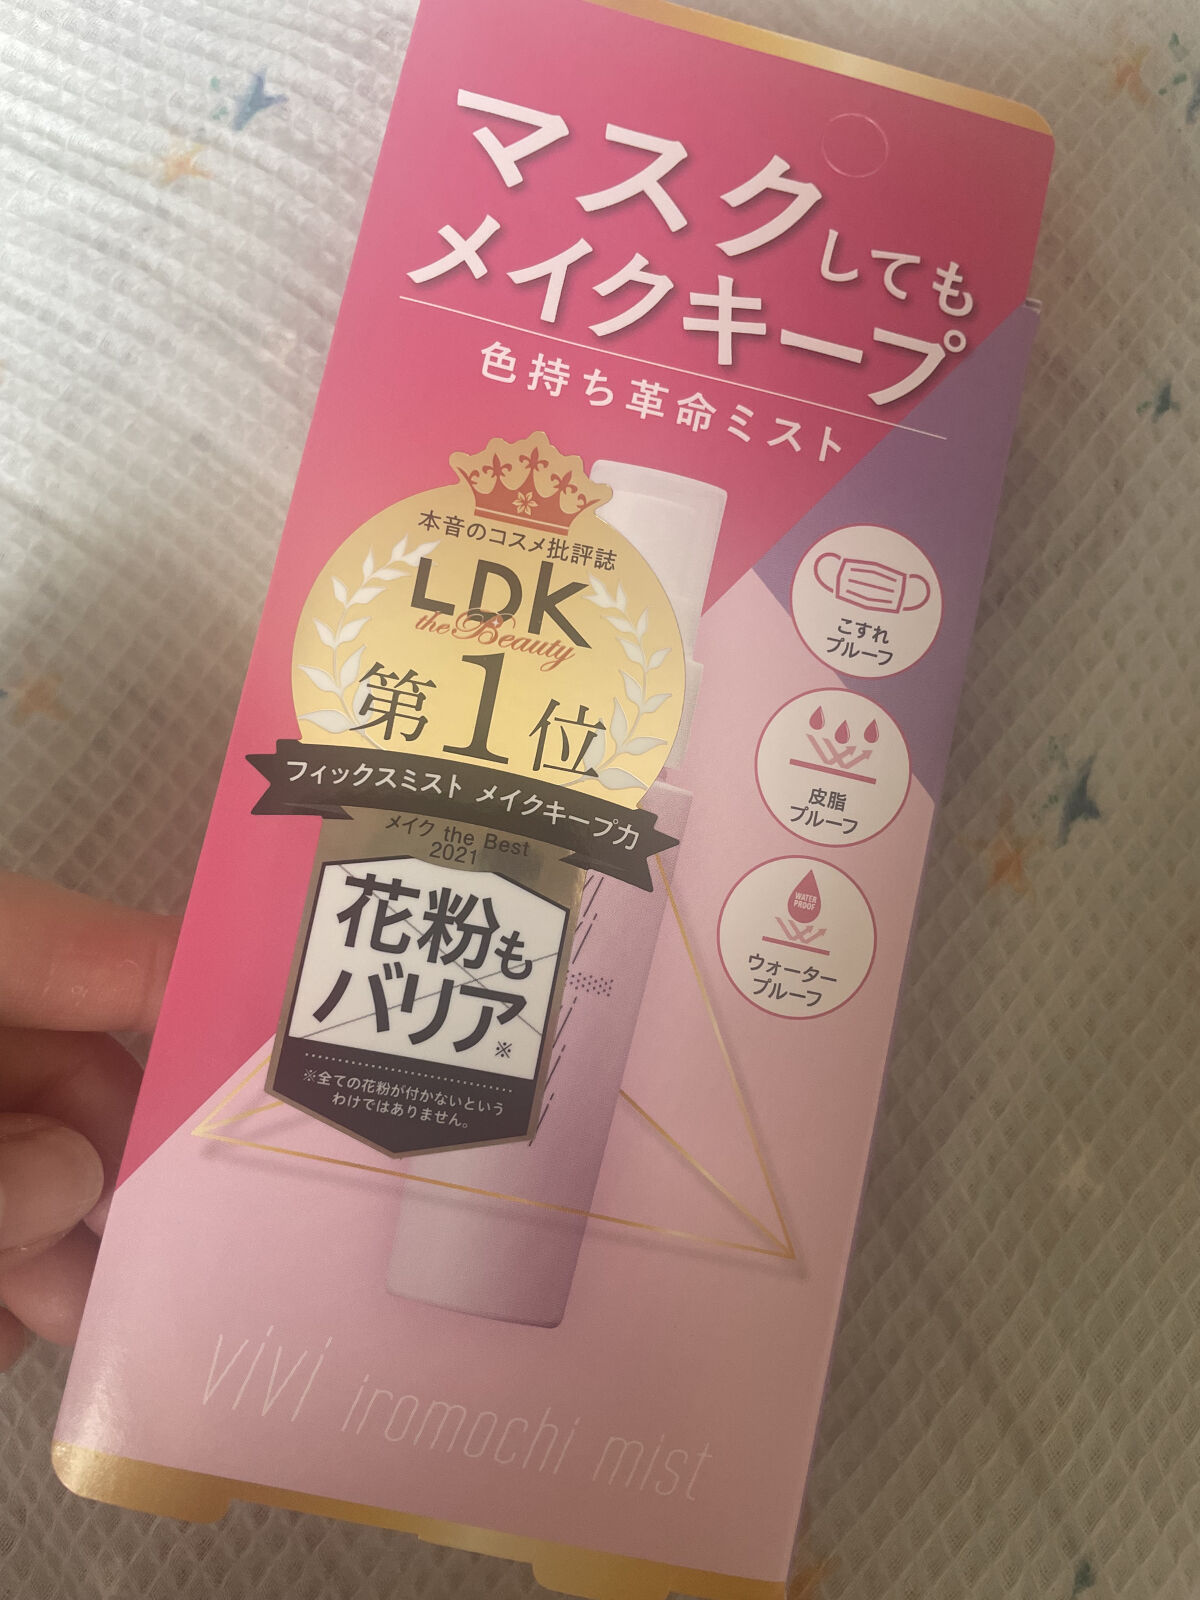 マスクしても
メイクキープ
色持ち革命ミスト
本音のコスメ批評誌
LDK
the Beauty
第1位
フィックスミスト メイクキープ力
メイク the Best
2021
花粉も
バリア※
※全ての花粉が付かないという
わけではありません。
こすれ
プルーフ
皮脂
プルーフ
WATER
PROOF
ウォーター
プルーフ
vivi iromochi mist